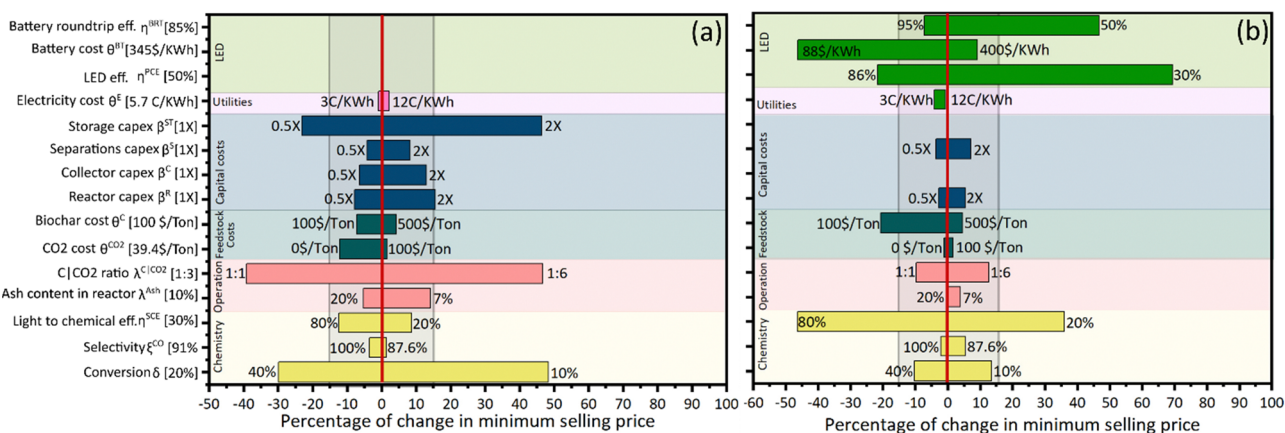 Battery roundtrip eff. η^BRT [85%]
Battery cost θ^BT [345$/KWh]
LED eff. η^PCE [50%]
Electricity cost θ^E [5.7 C/KWh]
Storage capex β^ST [1X]
Separations capex β^S [1X]
Collector capex β^C [1X]
Reactor capex β^R [1X]
Biochar cost θ^C [100 $/Ton]
CO2 cost θ^CO2 [39.4$/Ton]
C|CO2 ratio λ^C|CO2 [1:3]
Ash content in reactor λ^Ash [10%]
Light to chemical eff. η^SCE [30%]
Selectivity ξ^CO [91%
Conversion δ [20%]
(a)
LED
Utilities
Capital costs
Feedstock
Costs
Operation
Chemistry
3C/KWh 12C/KWh
0.5X 2X
0.5X 2X
0.5X 2X
0.5X 2X
100$/Ton 500$/Ton
0$/Ton 100$/Ton
1:1 1:6
20% 7%
80% 20%
100% 87.6%
40% 10%
-50 -40 -30 -20 -10 0 10 20 30 40 50 60 70 80 90 100
Percentage of change in minimum selling price
(b)
LED
Utilities
Capital costs
Operation
Chemistry
95% 50%
88$/KWh 400$/KWh
86% 30%
3C/KWh 12C/KWh
0.5X 2X
0.5X 2X
100$/Ton 500$/Ton
0 $/Ton 100 $/Ton
1:1 1:6
20% 7%
80% 20%
100% 87.6%
40% 10%
-60 -50 -40 -30 -20 -10 0 10 20 30 40 50 60 70 80 90 100
Percentage of change in minimum selling price